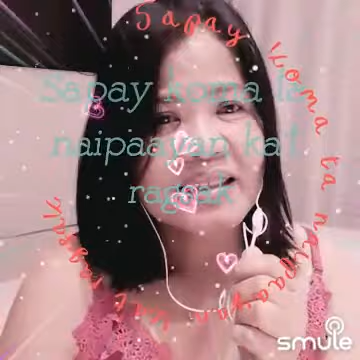 Sapay koma ta naipaayan kat ragsak
Sapay koma ta
naipaayan kat
ragsak
smule